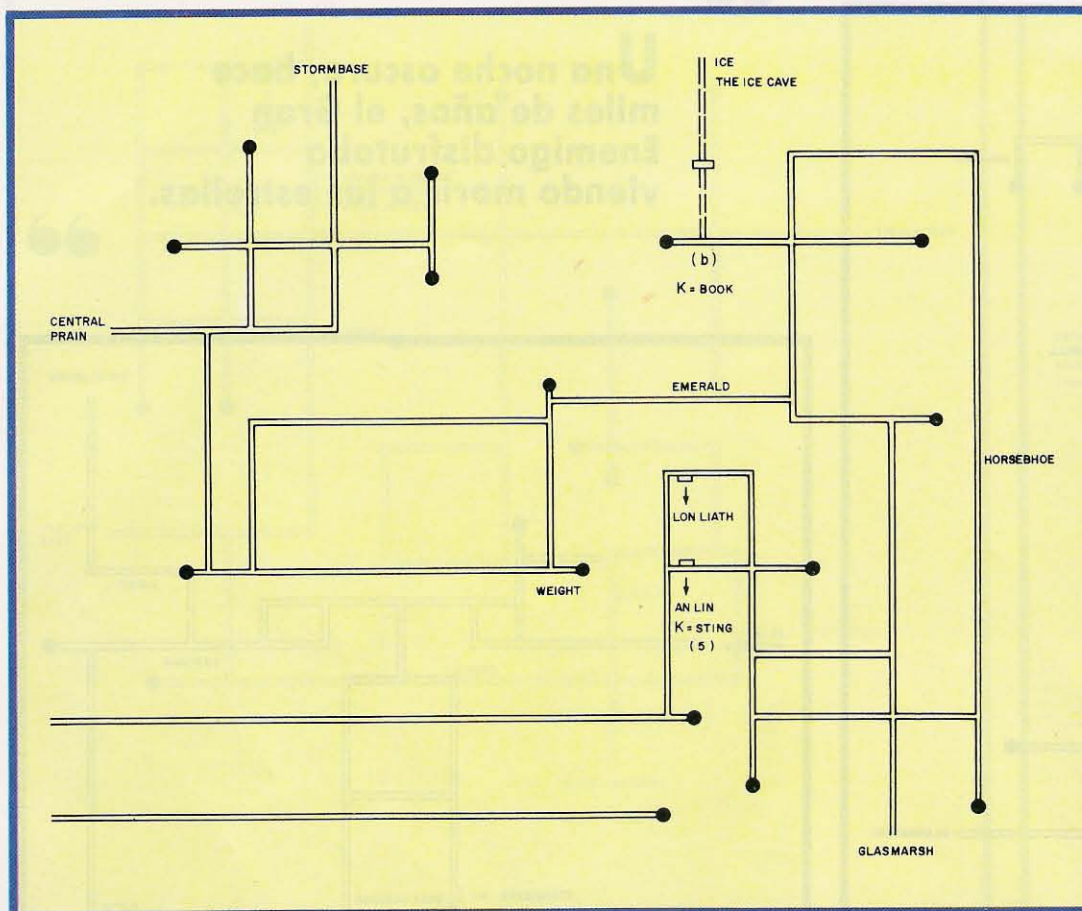 STORMBASE
Una noche oscura, hace
miles de años, el Gran
Enemigo disfrutaba
viendo morir a las estrellas.
ICE
THE ICE CAVE
(b)
K = BOOK
CENTRAL
PRAIN
EMERALD
HORSEBHOE
LON LIATH
WEIGHT
AN LIN
K = STING
(5)
GLASMARSH